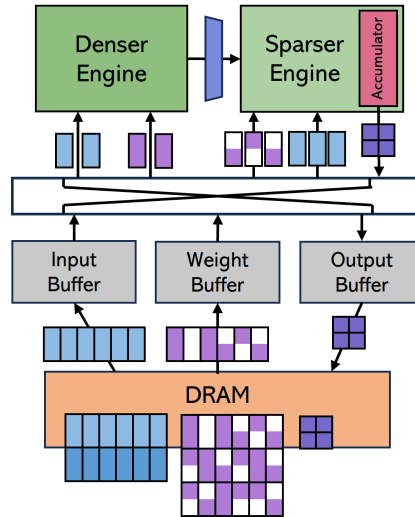 Denser
Engine
Sparser
Engine
Accumulator
Input
Buffer
Weight
Buffer
Output
Buffer
DRAM